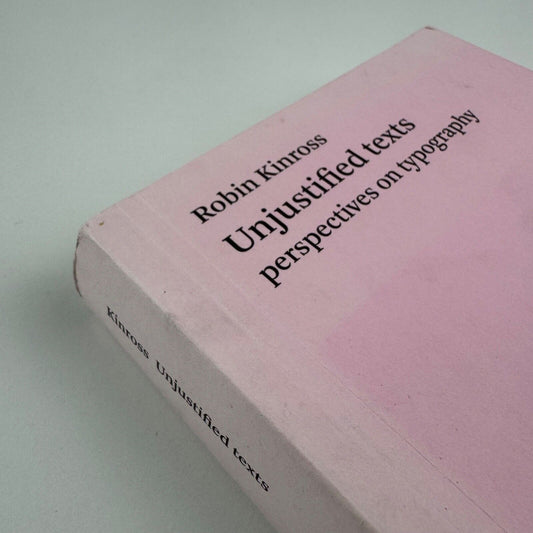 Robin Kinross
Unjustified texts
perspectives on typography
Kinross Unjustified texts